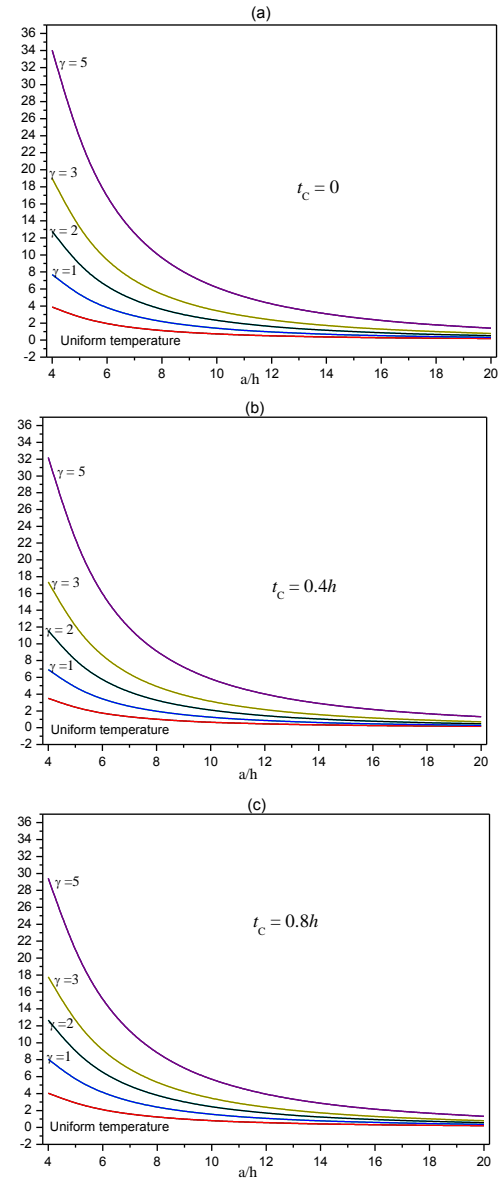 (a)
36
34
32
30
28
26
24
22
20
18
16
14
12
10
8
6
4
2
0
-2
γ = 5
γ = 3
γ = 2
γ =1
t_C = 0
Uniform temperature
4 6 8 10 12 14 16 18 20
a/h
(b)
36
34
32
30
28
26
24
22
20
18
16
14
12
10
8
6
4
2
0
-2
γ = 5
γ = 3
γ = 2
γ =1
t_C = 0.4h
Uniform temperature
4 6 8 10 12 14 16 18 20
a/h
(c)
36
34
32
30
28
26
24
22
20
18
16
14
12
10
8
6
4
2
0
-2
γ =5
γ =3
γ =2
γ =1
t_C = 0.8h
Uniform temperature
4 6 8 10 12 14 16 18 20
a/h